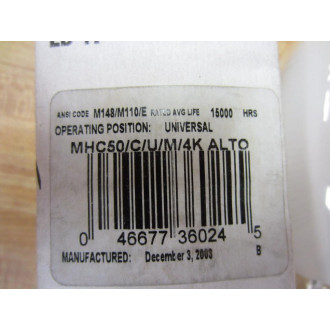 ANSI CODE M148/M110/E RATED AVG LIFE 15000 HRS
OPERATING POSITION: UNIVERSAL
MHC50/C/U/M/4K ALTO
0 46677 36024 5
B
MANUFACTURED: December 3, 2003